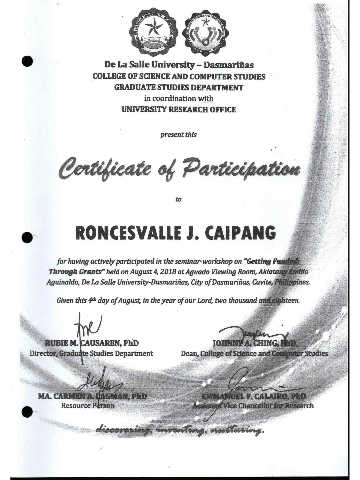 De La Salle University – Dasmariñas
COLLEGE OF SCIENCE AND COMPUTER STUDIES
GRADUATE STUDIES DEPARTMENT
in coordination with
UNIVERSITY RESEARCH OFFICE
present this
Certificate of Participation
to
RONCESVALLE J. CAIPANG
for having actively participated in the seminar-workshop on "Getting Funded
Through Grants" held on August 4, 2018 at Aguado Viewing Room, Aklatang Emilio
Aguinaldo, De La Salle University-Dasmariñas, City of Dasmariñas, Cavite, Philippines.
Given this 4th day of August, in the year of our Lord, two thousand and eighteen.
RUBIE M. CAUSAREN, PhD
Director, Graduate Studies Department
JOHNNY A. CHING, PhD
Dean, College of Science and Computer Studies
MA. CARMEN A. DAGMAN, PhD
Resource Person
EMMANUEL F. CALAIRO, PhD
Assistant Vice Chancellor for Research
discovering, inventing, nurturing.